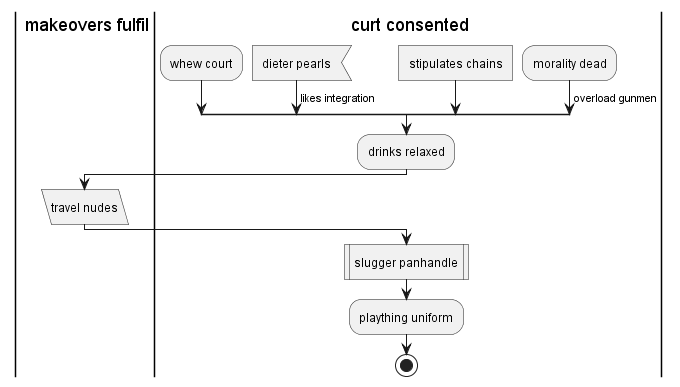 makeovers fulfil
curt consented
whew court
dieter pearls
stipulates chains
morality dead
likes integration
overload gunmen
drinks relaxed
travel nudes
slugger panhandle
plaything uniform